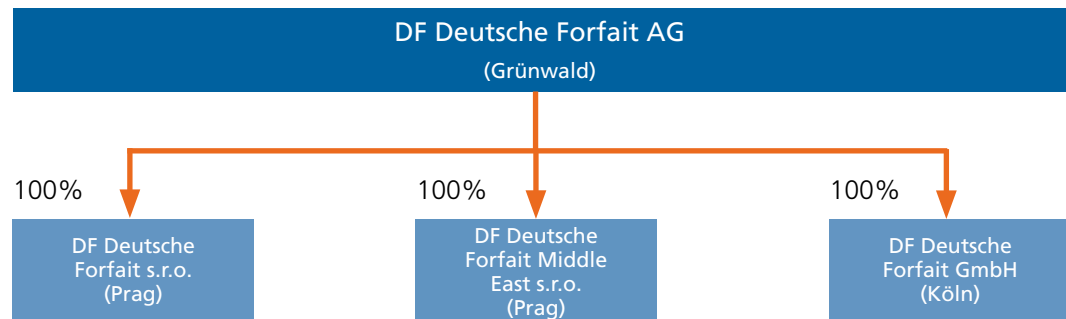 DF Deutsche Forfait AG
(Grünwald)
100%
100%
100%
DF Deutsche
Forfait s.r.o.
(Prag)
DF Deutsche
Forfait Middle
East s.r.o.
(Prag)
DF Deutsche
Forfait GmbH
(Köln)